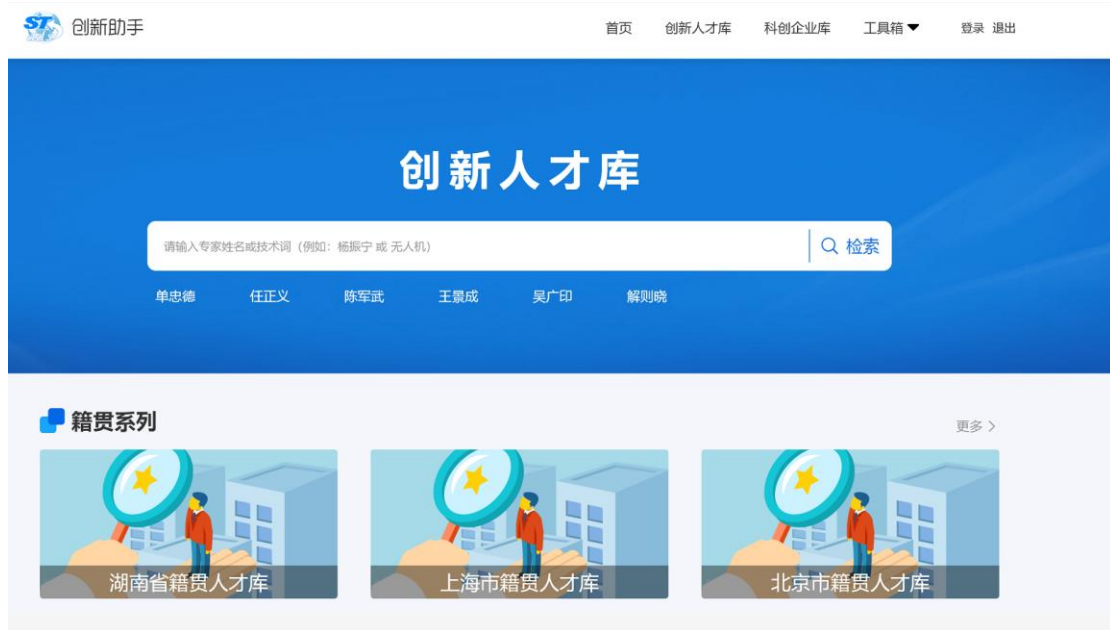 ST 创新助手 首页 创新人才库 科创企业库 工具箱 登录 退出
创新人才库
请输入专家姓名或技术词（例如：杨振宁 或 无人机） 检索
单忠德 任正义 陈军武 王景成 吴广印 解则晓
籍贯系列 更多
湖南省籍贯人才库 上海市籍贯人才库 北京市籍贯人才库